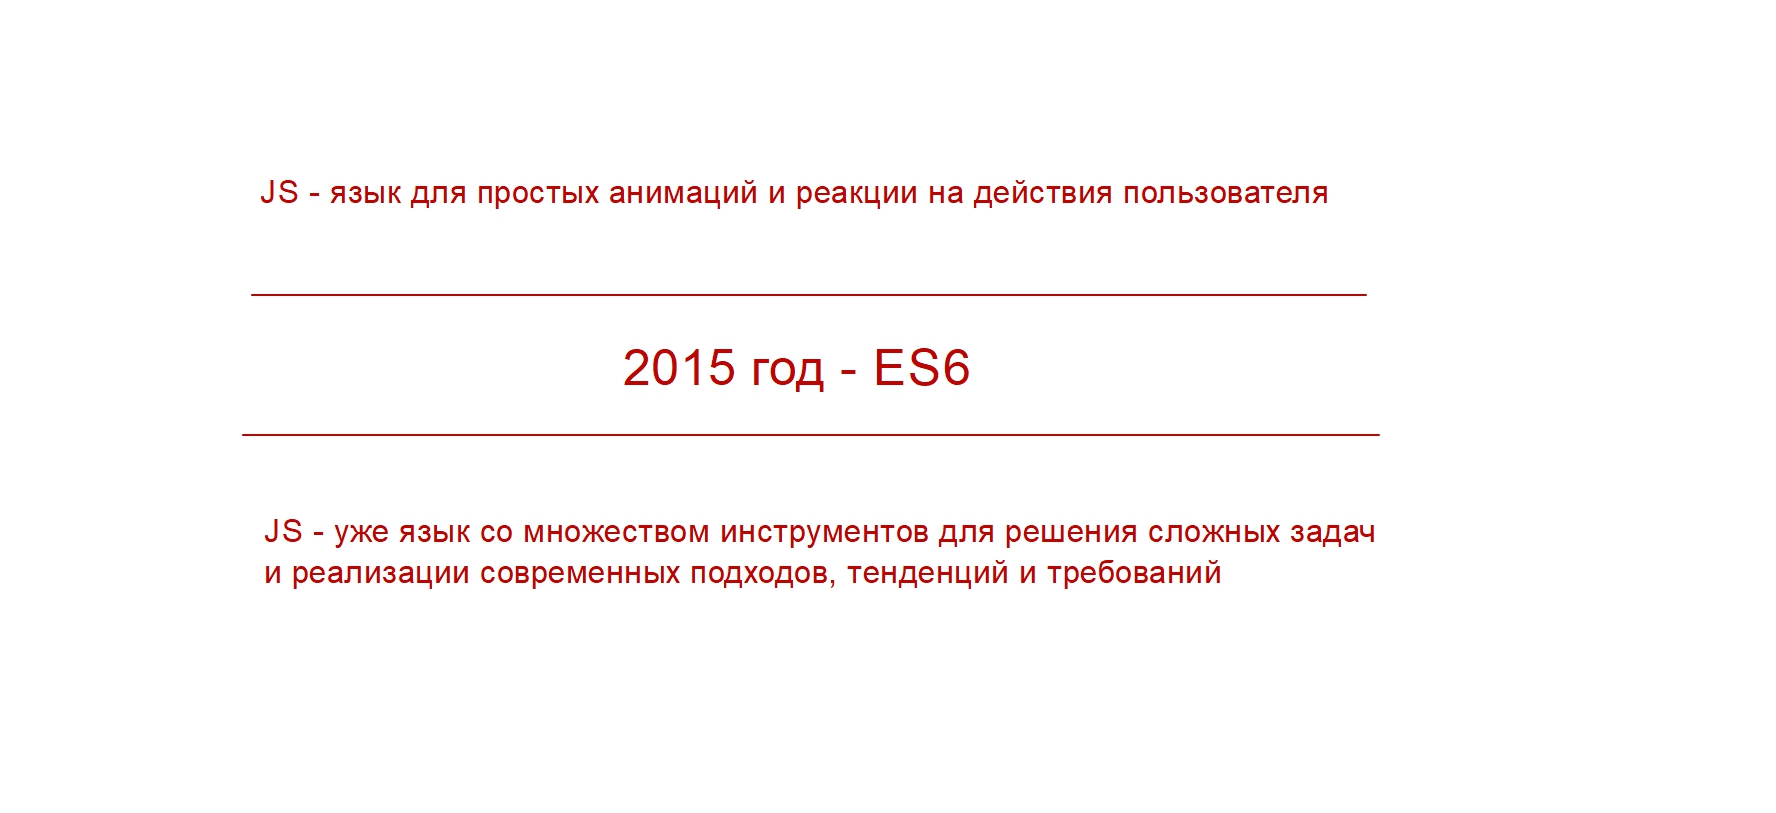 JS - язык для простых анимаций и реакции на действия пользователя
2015 год - ES6
JS - уже язык со множеством инструментов для решения сложных задач
и реализации современных подходов, тенденций и требований